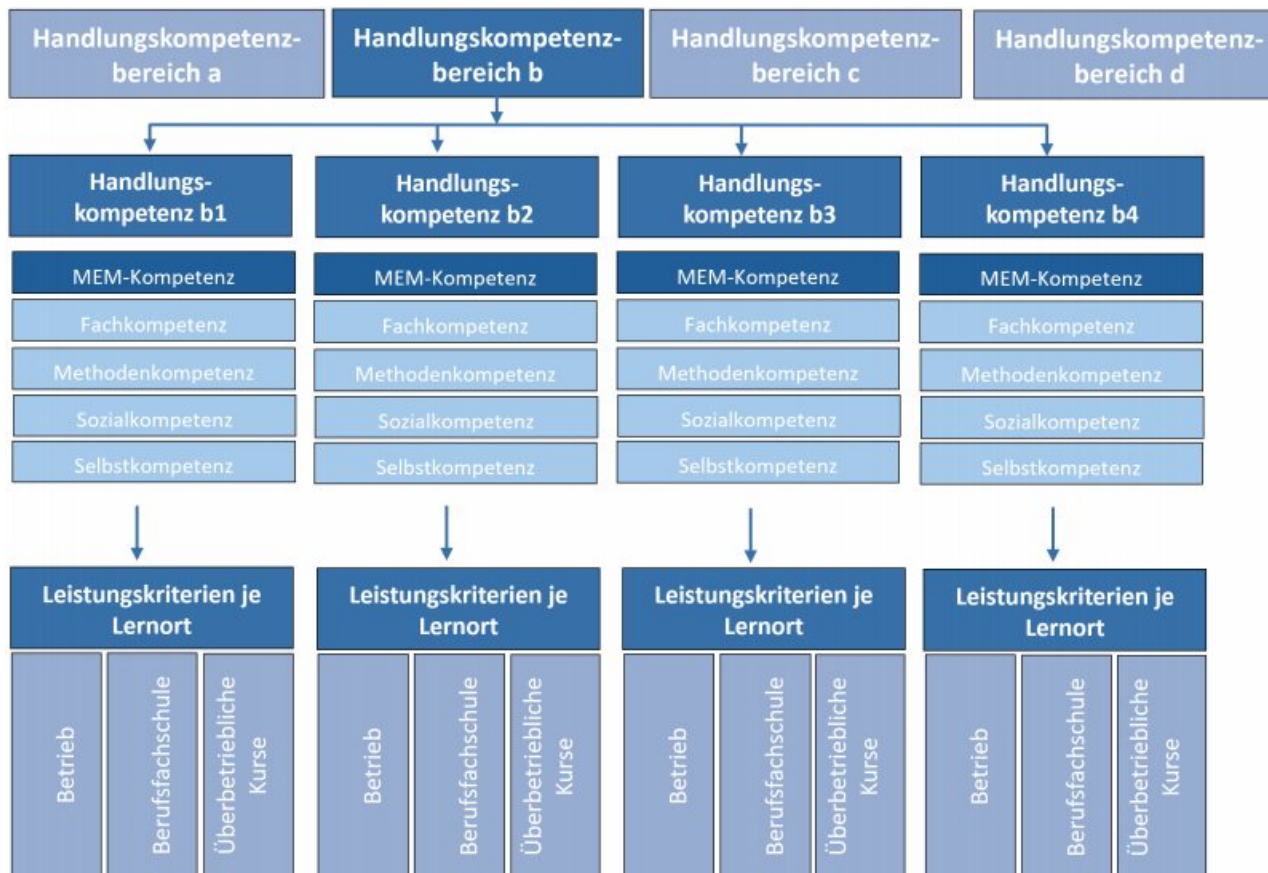 Handlungskompetenz-
bereich a
Handlungskompetenz-
bereich b
Handlungskompetenz-
bereich c
Handlungskompetenz-
bereich d
Handlungs-
kompetenz b1
MEM-Kompetenz
Fachkompetenz
Methodenkompetenz
Sozialkompetenz
Selbstkompetenz
Leistungskriterien je
Lernort
Betrieb
Berufsfachschule
Überbetriebliche
Kurse
Handlungs-
kompetenz b2
MEM-Kompetenz
Fachkompetenz
Methodenkompetenz
Sozialkompetenz
Selbstkompetenz
Leistungskriterien je
Lernort
Betrieb
Berufsfachschule
Überbetriebliche
Kurse
Handlungs-
kompetenz b3
MEM-Kompetenz
Fachkompetenz
Methodenkompetenz
Sozialkompetenz
Selbstkompetenz
Leistungskriterien je
Lernort
Betrieb
Berufsfachschule
Überbetriebliche
Kurse
Handlungs-
kompetenz b4
MEM-Kompetenz
Fachkompetenz
Methodenkompetenz
Sozialkompetenz
Selbstkompetenz
Leistungskriterien je
Lernort
Betrieb
Berufsfachschule
Überbetriebliche
Kurse